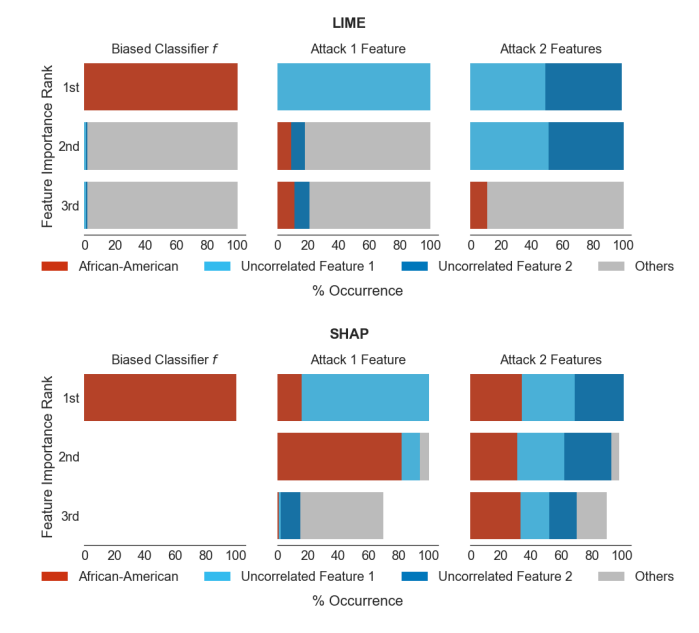 LIME
Biased Classifier f
Attack 1 Feature
Attack 2 Features
Feature Importance Rank
1st
2nd
3rd
0 20 40 60 80 100
0 20 40 60 80 100
0 20 40 60 80 100
African-American
Uncorrelated Feature 1
Uncorrelated Feature 2
Others
% Occurrence
SHAP
Biased Classifier f
Attack 1 Feature
Attack 2 Features
Feature Importance Rank
1st
2nd
3rd
0 20 40 60 80 100
0 20 40 60 80 100
0 20 40 60 80 100
African-American
Uncorrelated Feature 1
Uncorrelated Feature 2
Others
% Occurrence